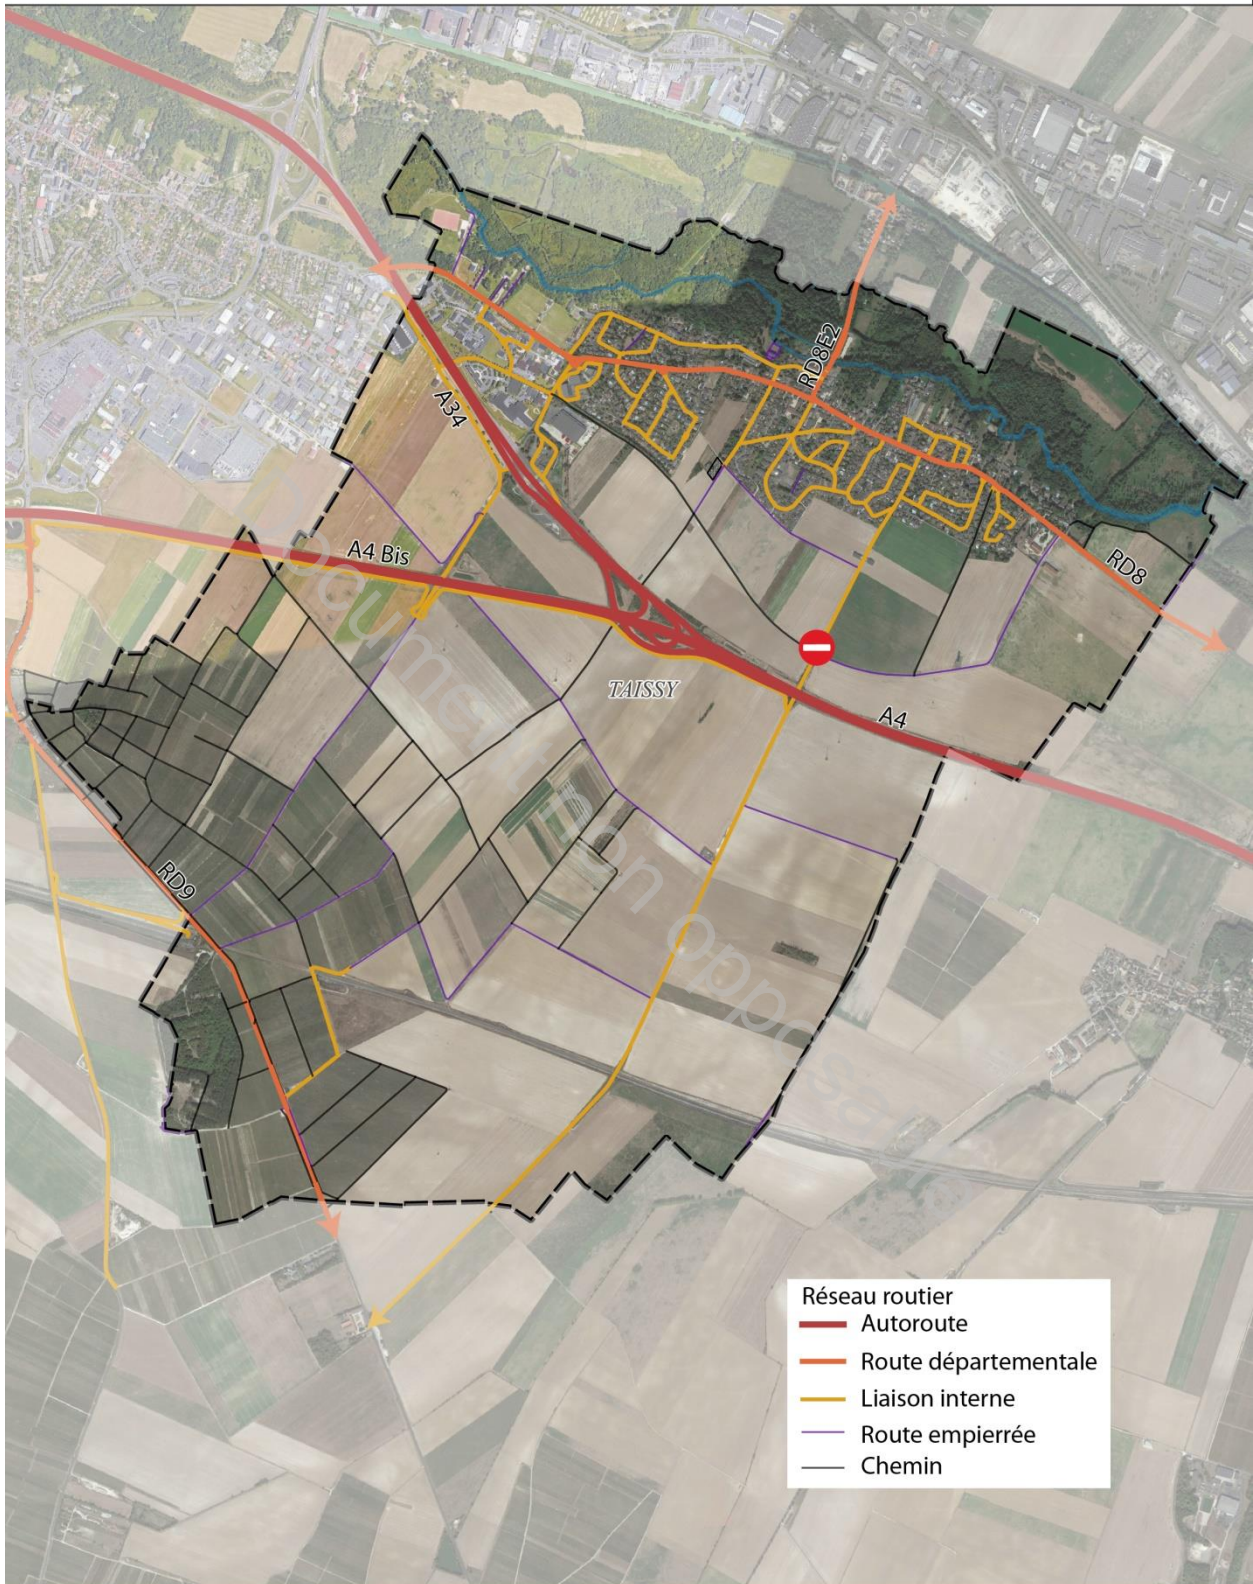 RD8E2
A34
A4 Bis
RD8
TAISSY
A4
RD9
Document non opposable
Réseau routier
Autoroute
Route départementale
Liaison interne
Route empierrée
Chemin